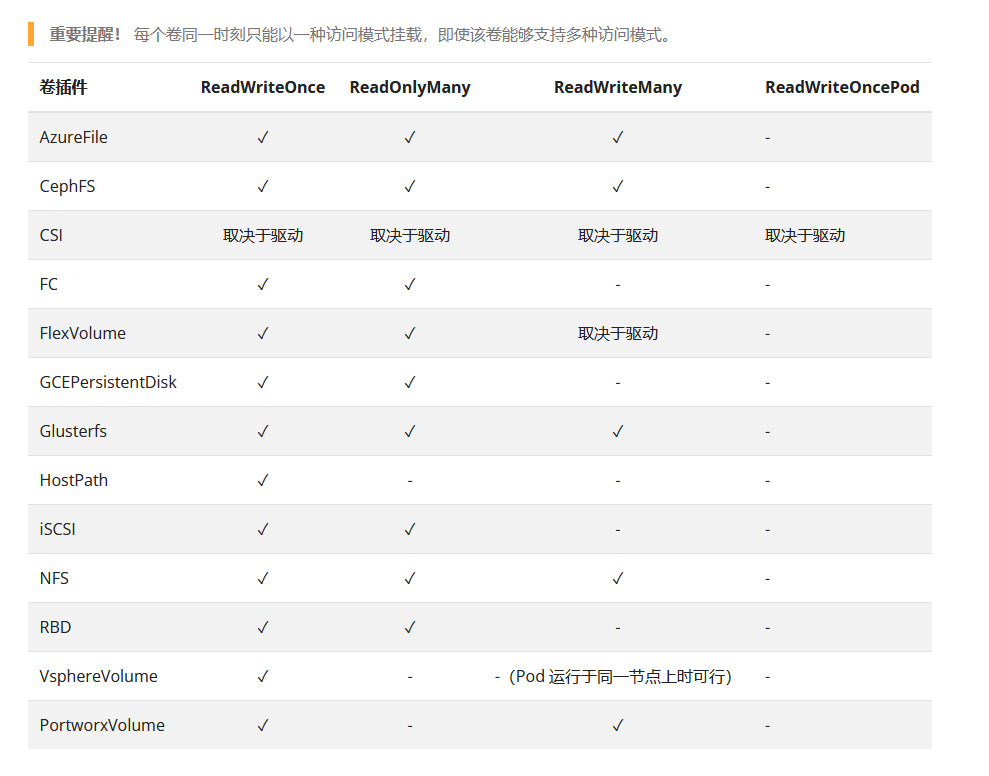 重要提醒！ 每个卷同一时刻只能以一种访问模式挂载，即使该卷能够支持多种访问模式。
卷插件 ReadWriteOnce ReadOnlyMany ReadWriteMany ReadWriteOncePod
AzureFile ✓ ✓ ✓ -
CephFS ✓ ✓ ✓ -
CSI 取决于驱动 取决于驱动 取决于驱动 取决于驱动
FC ✓ ✓ - -
FlexVolume ✓ ✓ 取决于驱动 -
GCEPersistentDisk ✓ ✓ - -
Glusterfs ✓ ✓ ✓ -
HostPath ✓ - - -
iSCSI ✓ ✓ - -
NFS ✓ ✓ ✓ -
RBD ✓ ✓ - -
VsphereVolume ✓ - -（Pod 运行于同一节点上时可行） -
PortworxVolume ✓ - ✓ -